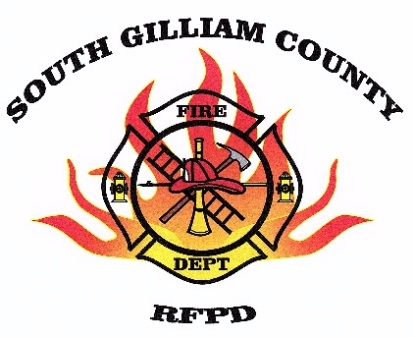 SOUTH GILLIAM COUNTY
FIRE
DEPT
RFPD